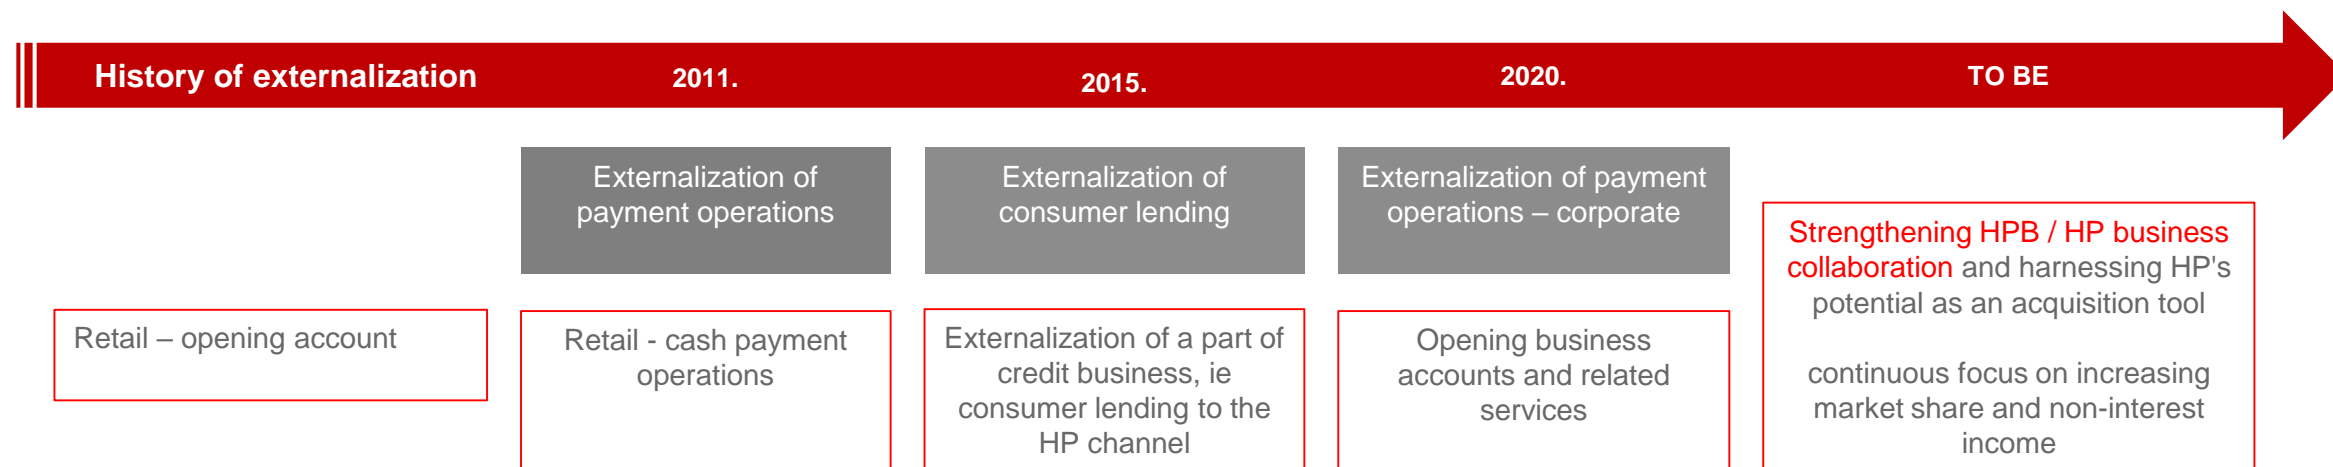 History of externalization
2011.
2015.
2020.
TO BE
Externalization of
payment operations
Externalization of
consumer lending
Externalization of payment
operations – corporate
Retail – opening account
Retail - cash payment
operations
Externalization of a part of
credit business, ie
consumer lending to the
HP channel
Opening business
accounts and related
services
Strengthening HPB / HP business
collaboration and harnessing HP's
potential as an acquisition tool
continuous focus on increasing
market share and non-interest
income